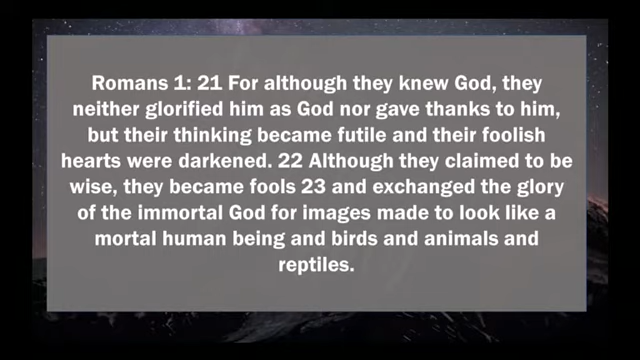 Romans 1: 21 For although they knew God, they
neither glorified him as God nor gave thanks to him,
but their thinking became futile and their foolish
hearts were darkened. 22 Although they claimed to be
wise, they became fools 23 and exchanged the glory
of the immortal God for images made to look like a
mortal human being and birds and animals and
reptiles.